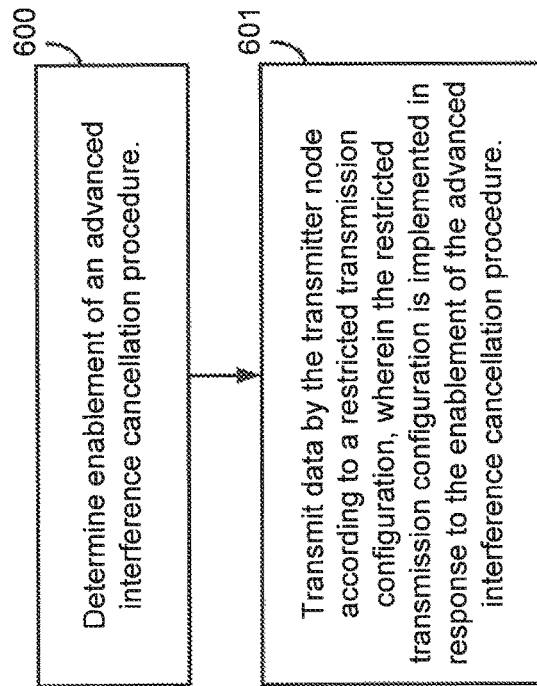 600
Determine enablement of an advanced
interference cancellation procedure.
601
Transmit data by the transmitter node
according to a restricted transmission
configuration, wherein the restricted
transmission configuration is implemented in
response to the enablement of the advanced
interference cancellation procedure.